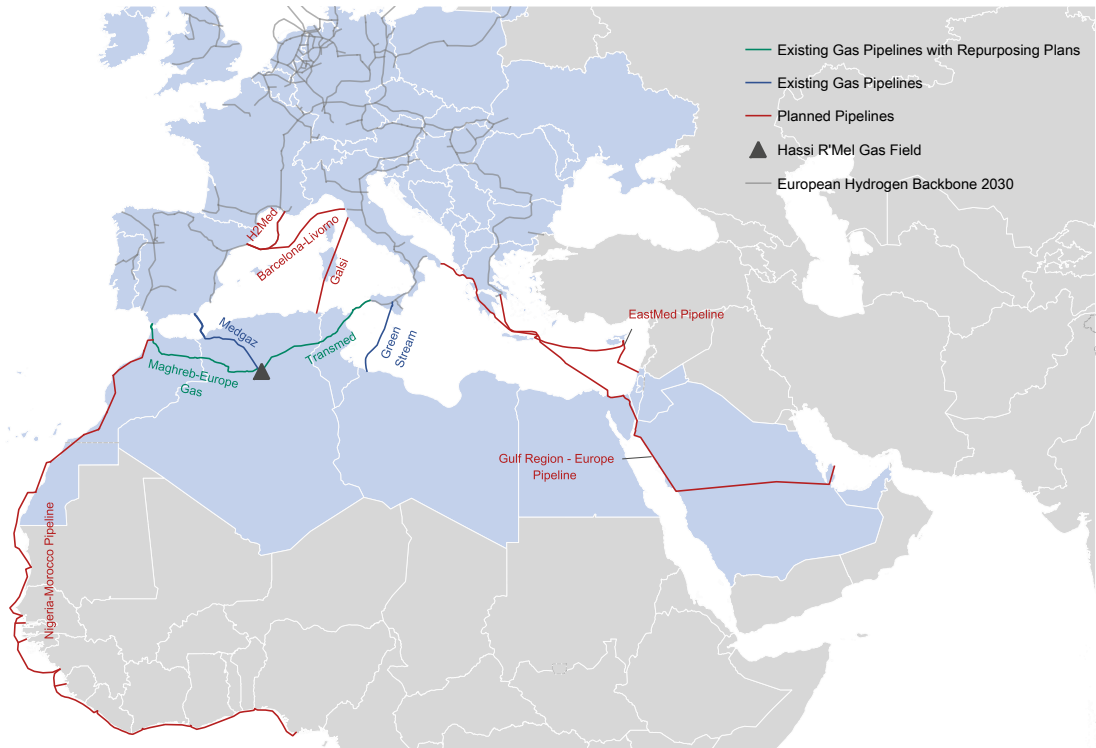 Existing Gas Pipelines with Repurposing Plans
Existing Gas Pipelines
Planned Pipelines
Hassi R'Mel Gas Field
European Hydrogen Backbone 2030
H2Med
Barcelona-Livorno
Galsi
EastMed Pipeline
Medgaz
Transmed
Green
Stream
Maghreb-Europe
Gas
Gulf Region - Europe
Pipeline
Nigeria-Morocco Pipeline